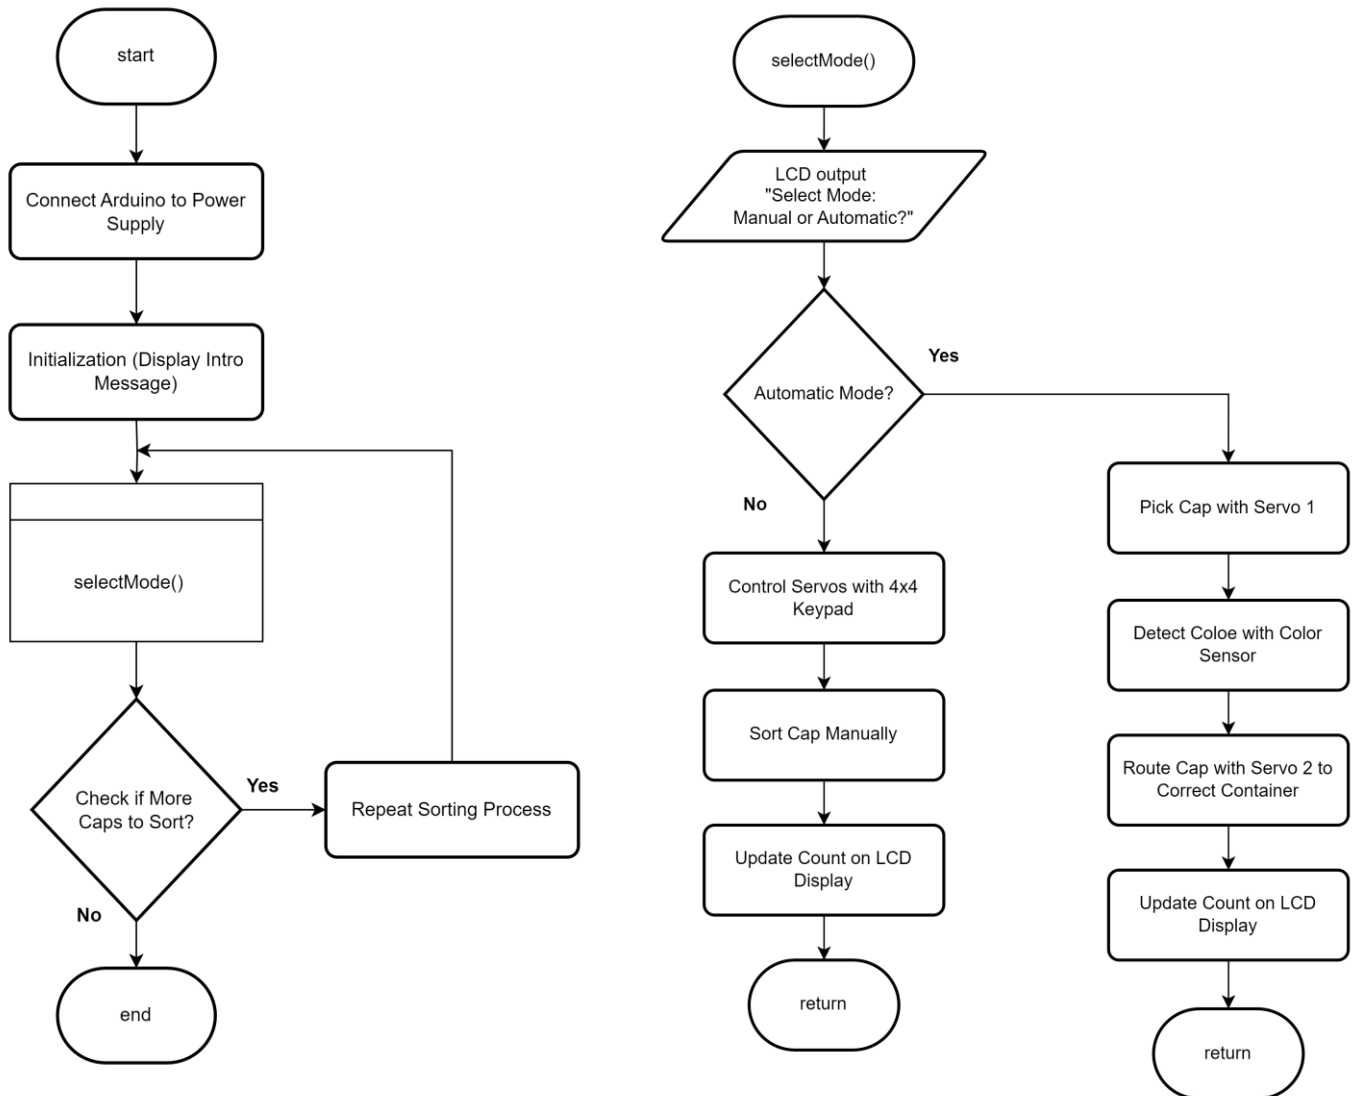 start
Connect Arduino to Power
Supply
Initialization (Display Intro
Message)
selectMode()
Check if More
Caps to Sort?
Yes
Repeat Sorting Process
No
end
selectMode()
LCD output
"Select Mode:
Manual or Automatic?"
Automatic Mode?
Yes
No
Control Servos with 4x4
Keypad
Sort Cap Manually
Update Count on LCD
Display
return
Pick Cap with Servo 1
Detect Coloe with Color
Sensor
Route Cap with Servo 2 to
Correct Container
Update Count on LCD
Display
return